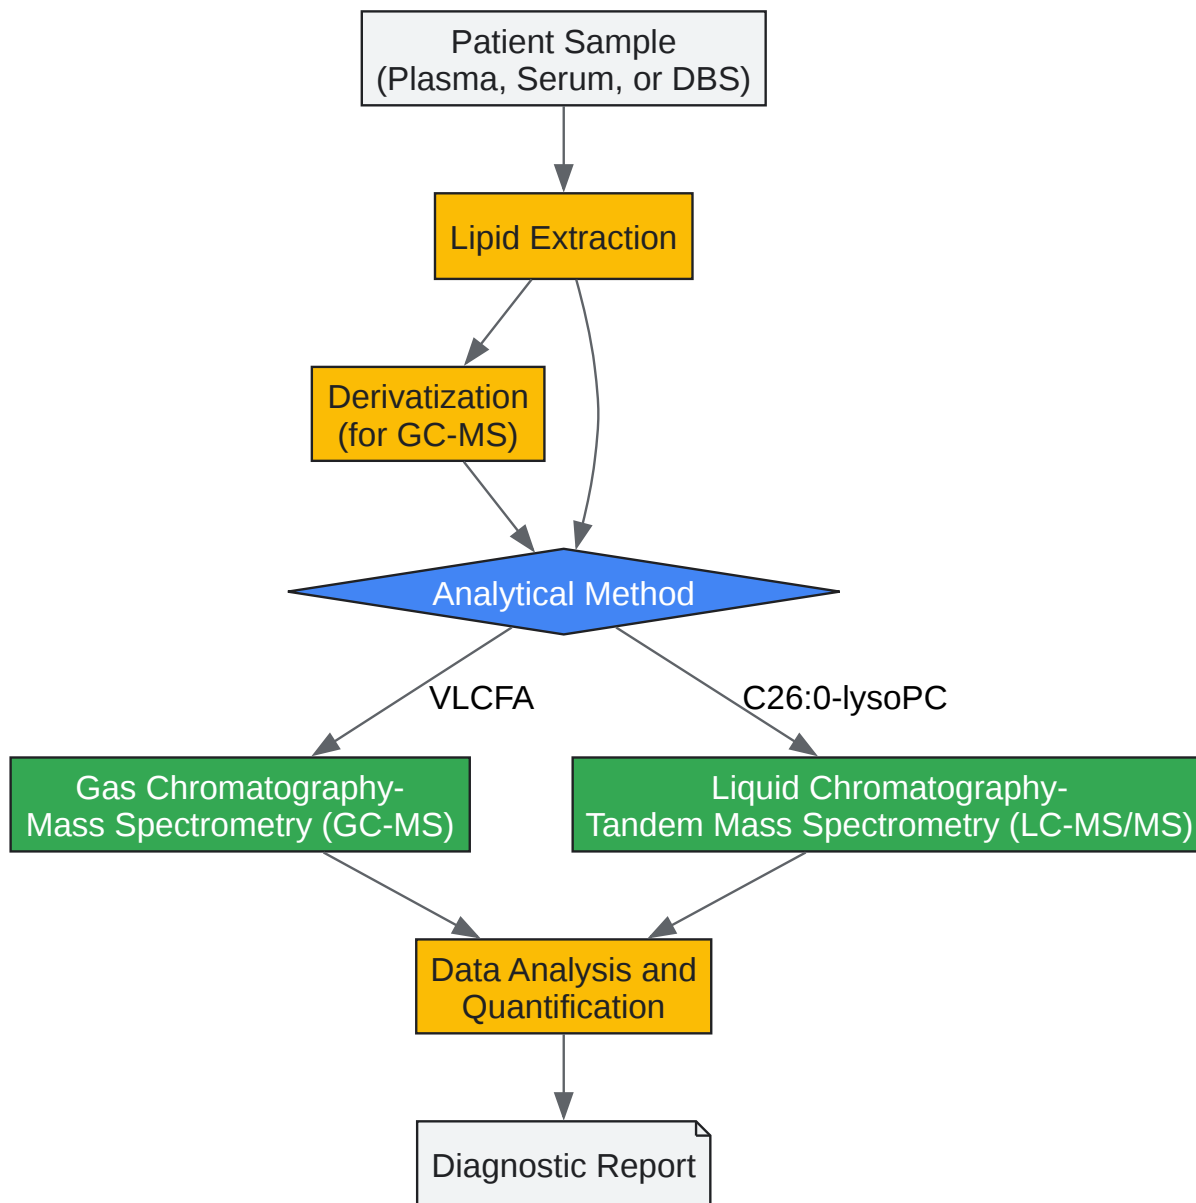 Patient Sample
(Plasma, Serum, or DBS)
Lipid Extraction
Derivatization
(for GC-MS)
Analytical Method
VLCFA
C26:0-lysoPC
Gas Chromatography-
Mass Spectrometry (GC-MS)
Liquid Chromatography-
Tandem Mass Spectrometry (LC-MS/MS)
Data Analysis and
Quantification
Diagnostic Report